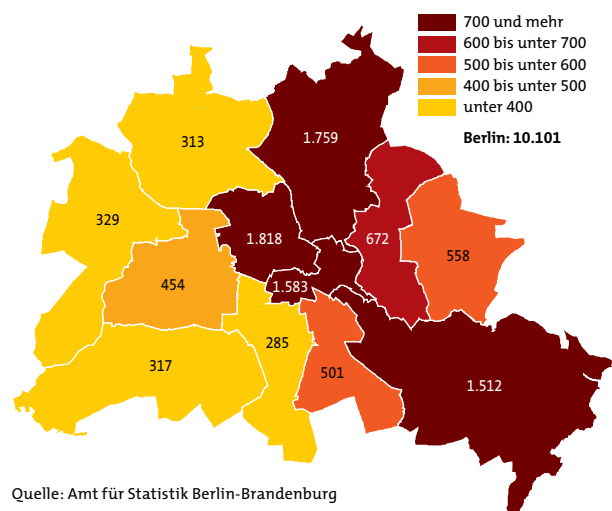 700 und mehr
600 bis unter 700
500 bis unter 600
400 bis unter 500
unter 400
Berlin: 10.101
313
1.759
329
1.818
672
558
454
1.583
285
317
501
1.512
Quelle: Amt für Statistik Berlin-Brandenburg